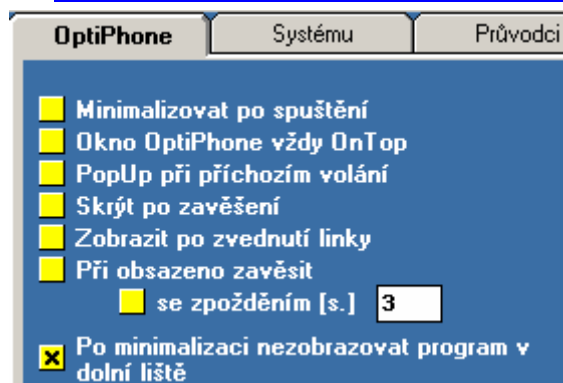 OptiPhone Systému Průvodci
Minimalizovat po spuštění
Okno OptiPhone vždy OnTop
PopUp při příchozím volání
Skrýt po zavěšení
Zobrazit po zvednutí linky
Při obsazeno zavěsit
se zpožděním [s.] 3
Po minimalizaci nezobrazovat program v
dolní liště